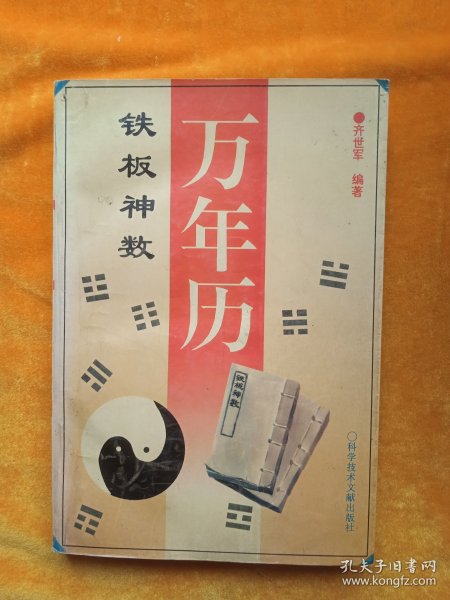 铁板神数
万年历
●齐世军 编著
铁板神数
○科学技术文献出版社
孔夫子旧书网
www.kongfz.com